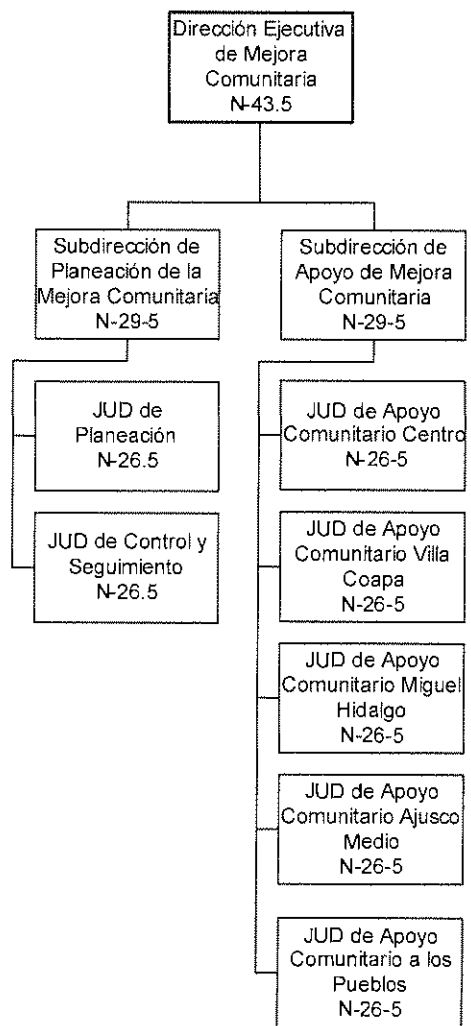 Dirección Ejecutiva
de Mejora
Comunitaria
N-43.5
Subdirección de
Planeación de la
Mejora Comunitaria
N-29-5
JUD de
Planeación
N-26.5
JUD de Control y
Seguimiento
N-26.5
Subdirección de
Apoyo de Mejora
Comunitaria
N-29-5
JUD de Apoyo
Comunitario Centro
N-26-5
JUD de Apoyo
Comunitario Villa
Coapa
N-26-5
JUD de Apoyo
Comunitario Miguel
Hidalgo
N-26-5
JUD de Apoyo
Comunitario Ajusco
Medio
N-26-5
JUD de Apoyo
Comunitario a los
Pueblos
N-26-5